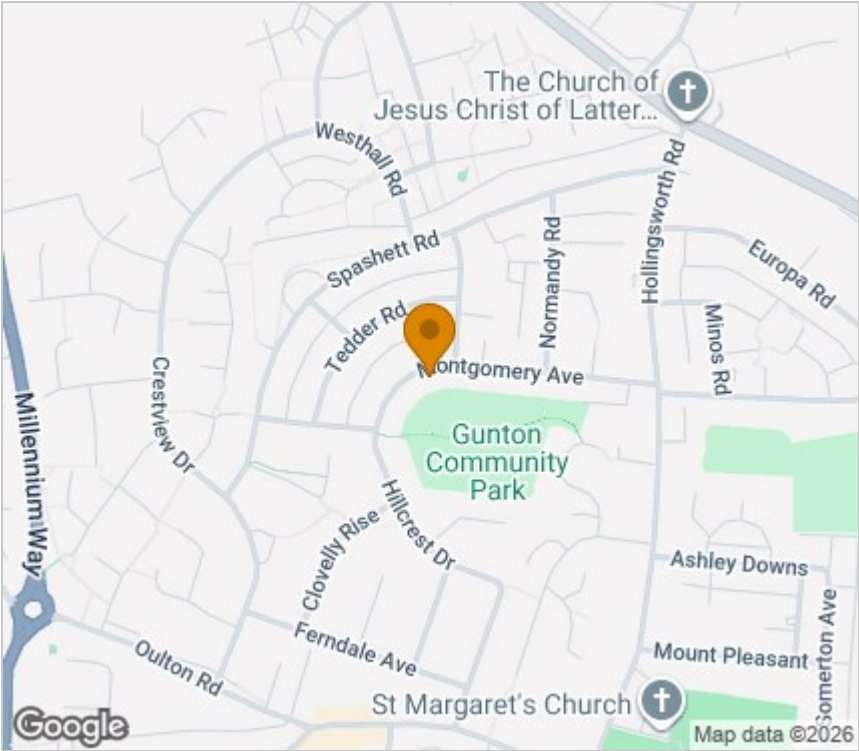 The Church of
Jesus Christ of Latter...
Westhall Rd
Hollingsworth Rd
Spashett Rd
Normandy Rd
Europa Rd
Tedder Rd
Minos Rd
Montgomery Ave
Crestview Dr
Millennium Way
Gunton
Community
Park
Hillcrest Dr
Clovelly Rise
Ashley Downs
Somerton Ave
Ferndale Ave
Oulton Rd
Mount Pleasant
St Margaret's Church
Google
Map data ©2026